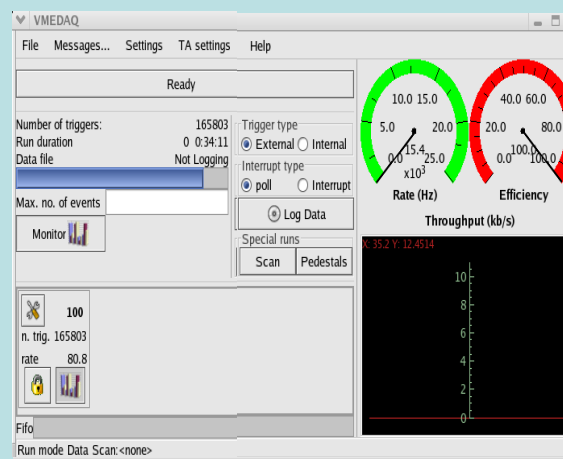 VMEDAQ
File Messages... Settings TA settings Help
Ready
Number of triggers: 165803
Run duration 0 0:34:11
Data file Not Logging
Max. no. of events
Monitor
Trigger type
External Internal
Interrupt type
poll Interrupt
Log Data
Special runs
Scan Pedestals
100
n. trig. 165803
rate 80.8
Fifo
Run mode Data Scan:<none>
10.0 15.0
5.0 20.0
0.0 15.4 25.0
x10³
Rate (Hz)
40.0 60.0
20.0 80.0
0.0 100.0 100.0
Efficiency
Throughput (kb/s)
X: 35.2 Y: 12.4514
10
8
6
4
2
0